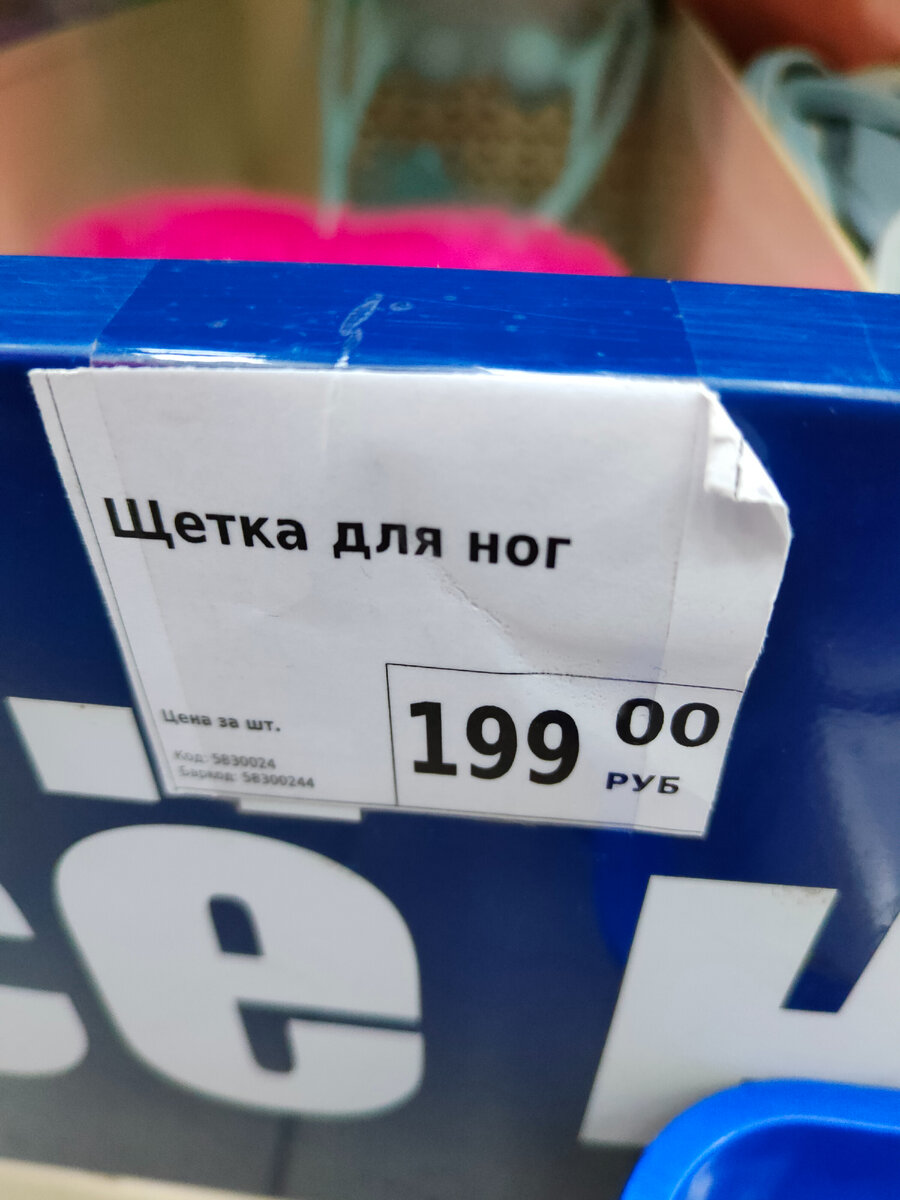 Щетка для ног
199 00
РУБ
Цена за шт.
Код: 5830024
Баркод: 58300244